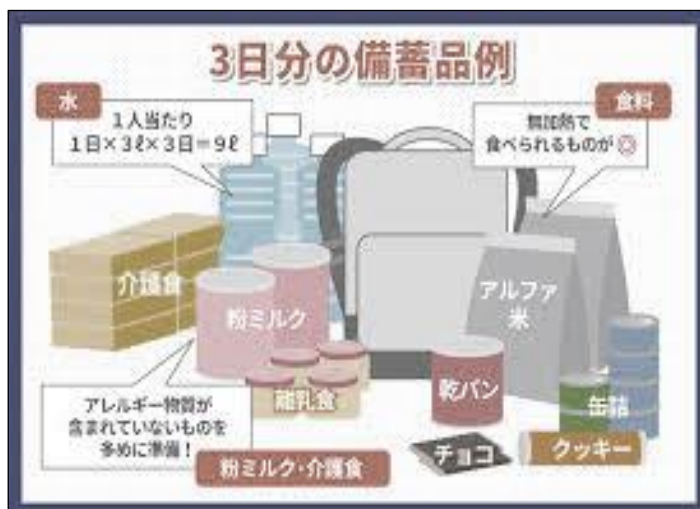 3日分の備蓄品例
水
1人当たり
1日×3ℓ×3日=9ℓ
食料
無加熱で
食べられるものが◎
介護食
粉ミルク
アルファ
米
離乳食
乾パン
缶詰
アレルギー物質が
含まれていないものを
多めに準備!
粉ミルク・介護食
チョコ
クッキー